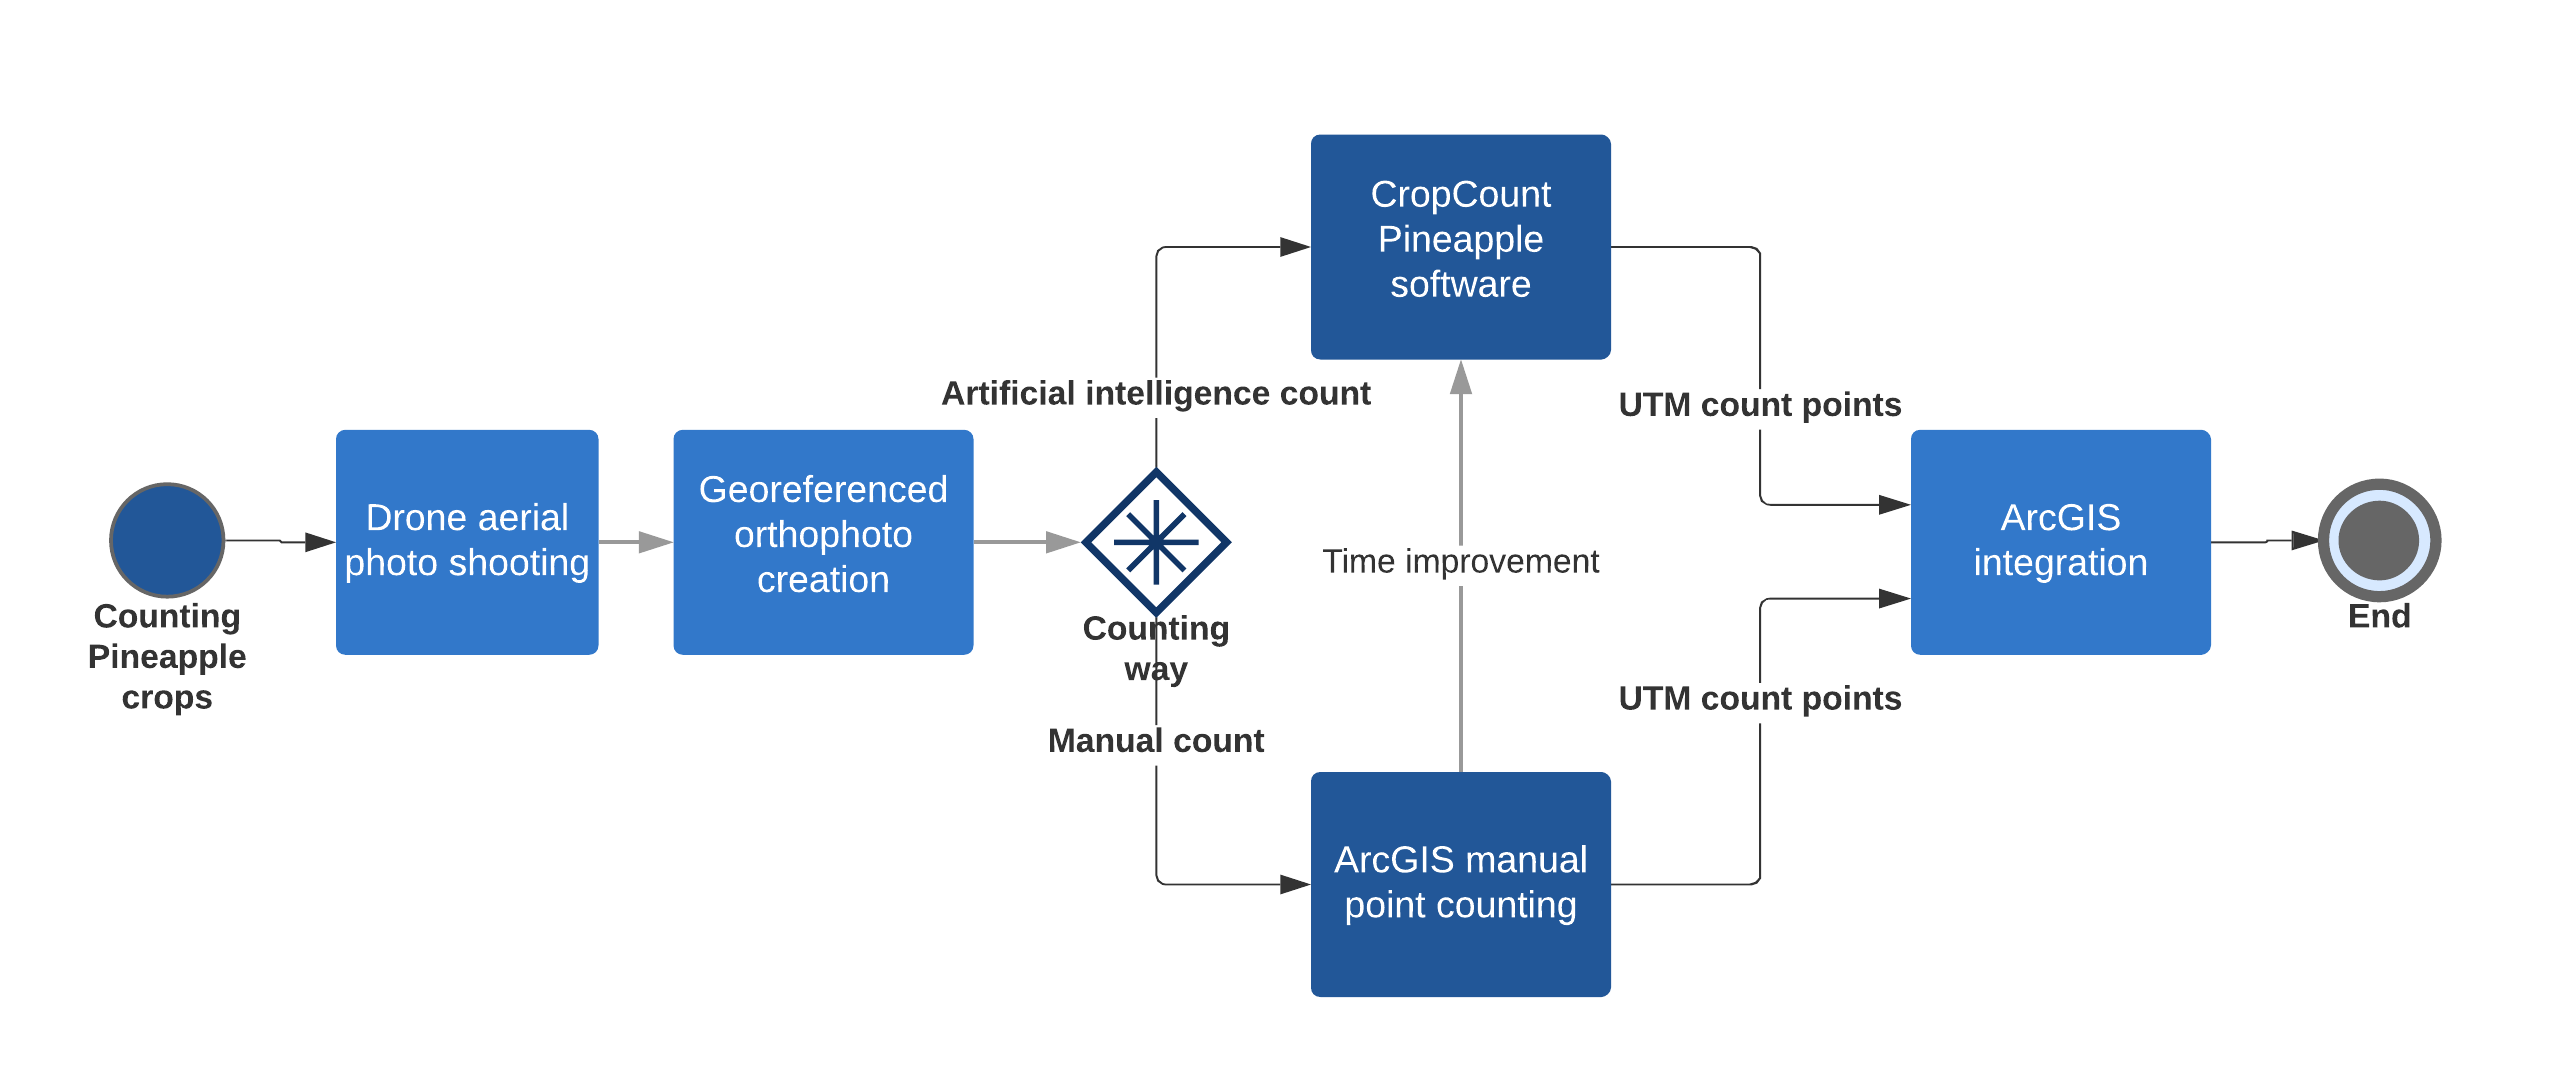 Counting
Pineapple
crops
Drone aerial
photo shooting
Georeferenced
orthophoto
creation
Counting
way
Artificial intelligence count
Manual count
CropCount
Pineapple
software
Time improvement
ArcGIS manual
point counting
UTM count points
UTM count points
ArcGIS
integration
End